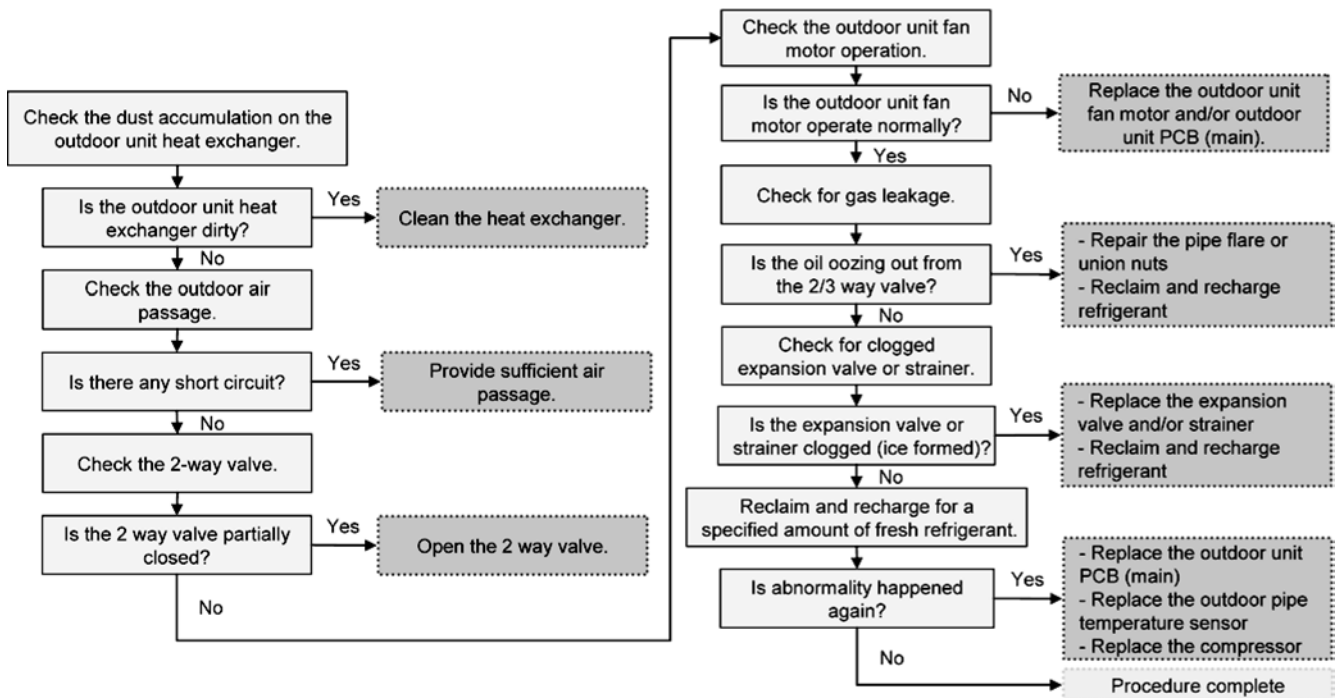 Check the dust accumulation on the
outdoor unit heat exchanger.
Is the outdoor unit heat
exchanger dirty?
Yes
Clean the heat exchanger.
No
Check the outdoor air
passage.
Is there any short circuit?
Yes
Provide sufficient air
passage.
No
Check the 2-way valve.
Is the 2 way valve partially
closed?
Yes
Open the 2 way valve.
No
Check the outdoor unit fan
motor operation.
Is the outdoor unit fan
motor operate normally?
No
Replace the outdoor unit
fan motor and/or outdoor
unit PCB (main).
Yes
Check for gas leakage.
Is the oil oozing out from
the 2/3 way valve?
Yes
- Repair the pipe flare or
union nuts
- Reclaim and recharge
refrigerant
No
Check for clogged
expansion valve or strainer.
Is the expansion valve or
strainer clogged (ice formed)?
Yes
- Replace the expansion
valve and/or strainer
- Reclaim and recharge
refrigerant
No
Reclaim and recharge for a
specified amount of fresh refrigerant.
Is abnormality happened
again?
Yes
- Replace the outdoor unit
PCB (main)
- Replace the outdoor pipe
temperature sensor
- Replace the compressor
No
Procedure complete